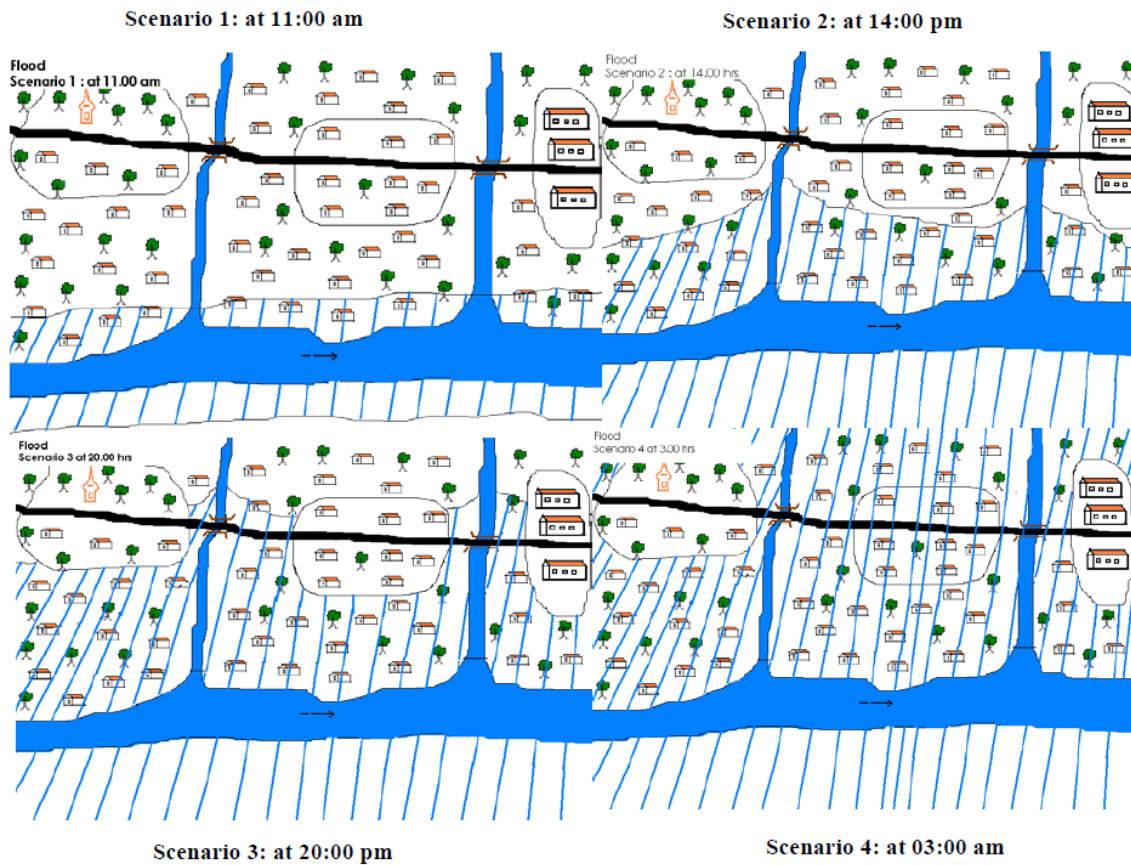 Scenario 1: at 11:00 am
Scenario 2: at 14:00 pm
Flood
Scenario 1 : at 11.00 am
Flood
Scenario 2 : at 14.00 hrs
Flood
Scenario 3 at 20.00 hrs
Flood
Scenario 4 at 3.00 hrs
Scenario 3: at 20:00 pm
Scenario 4: at 03:00 am